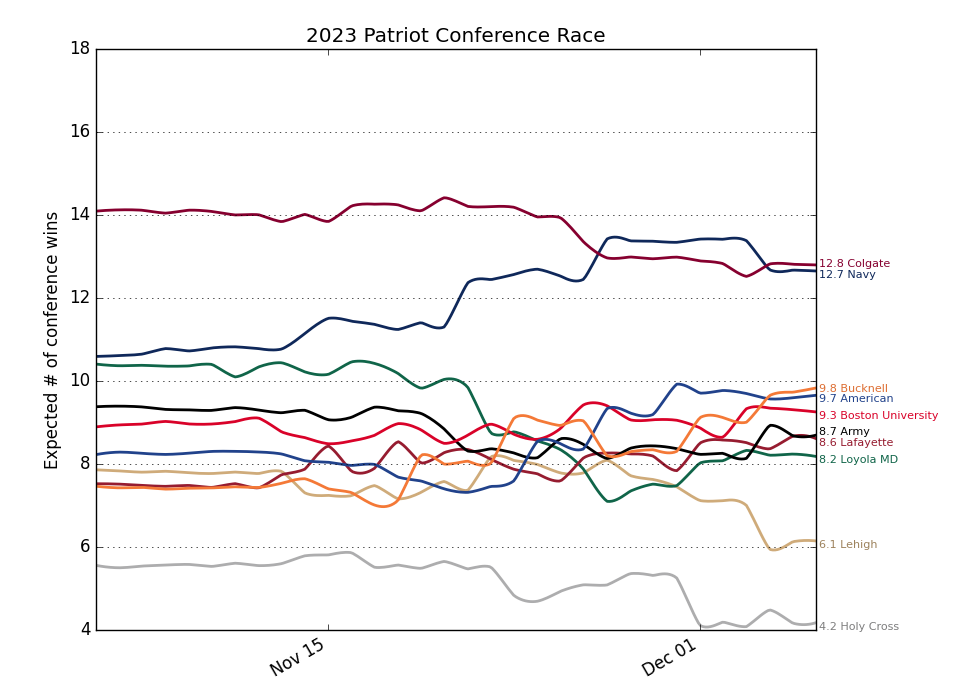 2023 Patriot Conference Race
Expected # of conference wins
18
16
14
12
10
8
6
4
Nov 15
Dec 01
12.8 Colgate
12.7 Navy
9.8 Bucknell
9.7 American
9.3 Boston University
8.7 Army
8.6 Lafayette
8.2 Loyola MD
6.1 Lehigh
4.2 Holy Cross